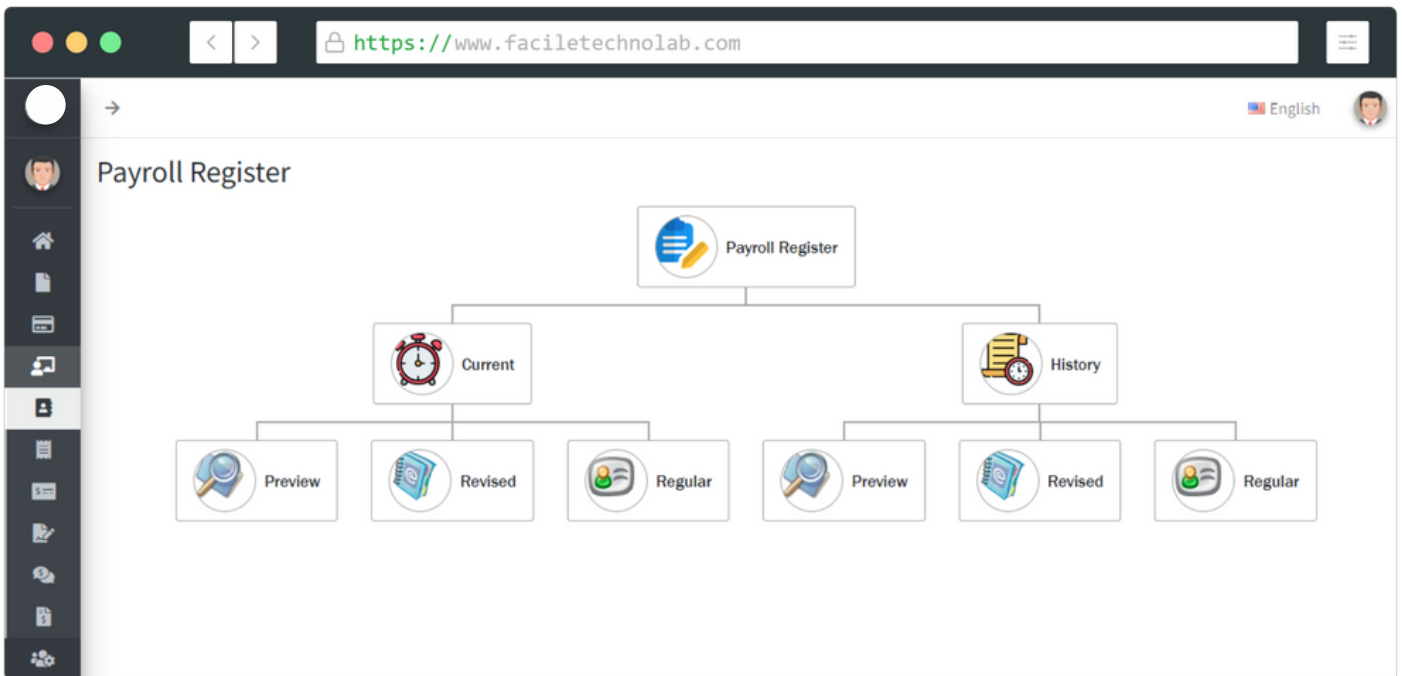 https://www.faciletechnolab.com
English
Payroll Register
Payroll Register
Current
History
Preview
Revised
Regular
Preview
Revised
Regular